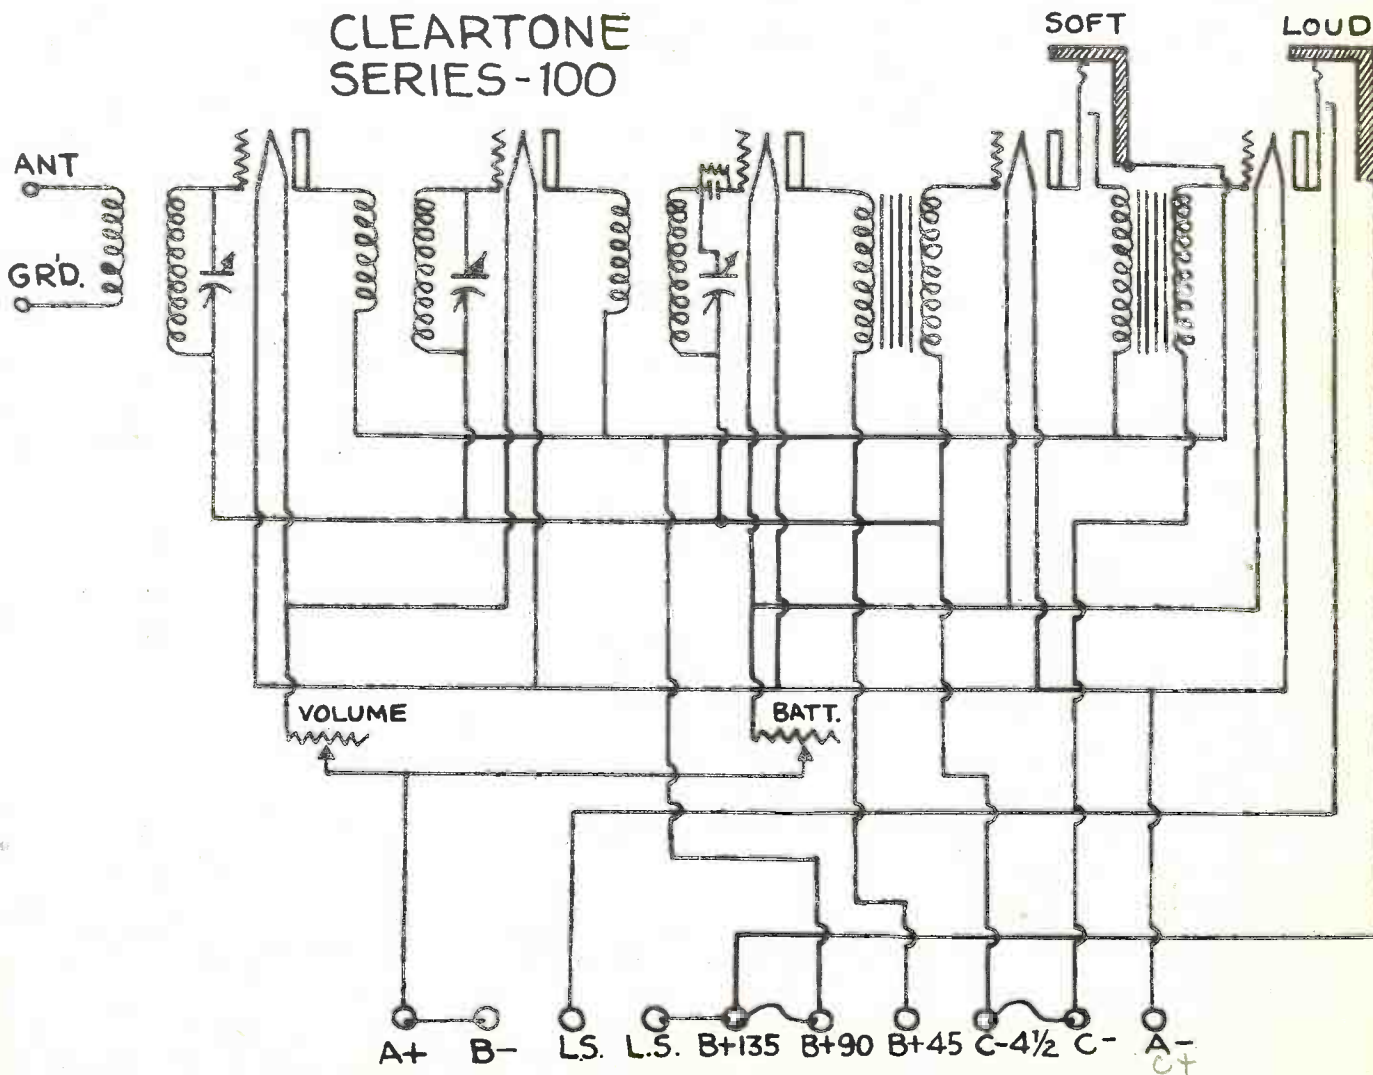 CLEARTONE
SERIES-100
SOFT
LOUD
ANT
GR'D.
VOLUME
BATT.
A+ B- L.S. L.S. B+135 B+90 B+45 C-4½ C- A-
C+